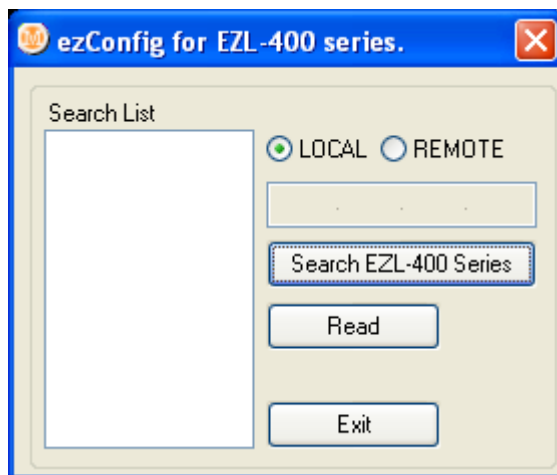 ezConfig for EZL-400 series.
Search List
LOCAL REMOTE
. . .
Search EZL-400 Series
Read
Exit